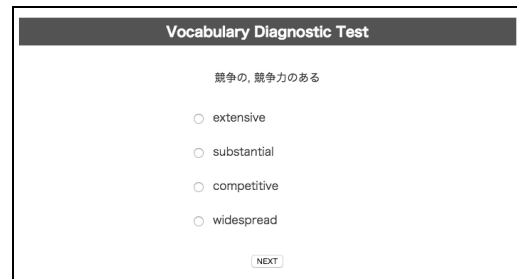 Vocabulary Diagnostic Test
競争の, 競争力のある
extensive
substantial
competitive
widespread
NEXT